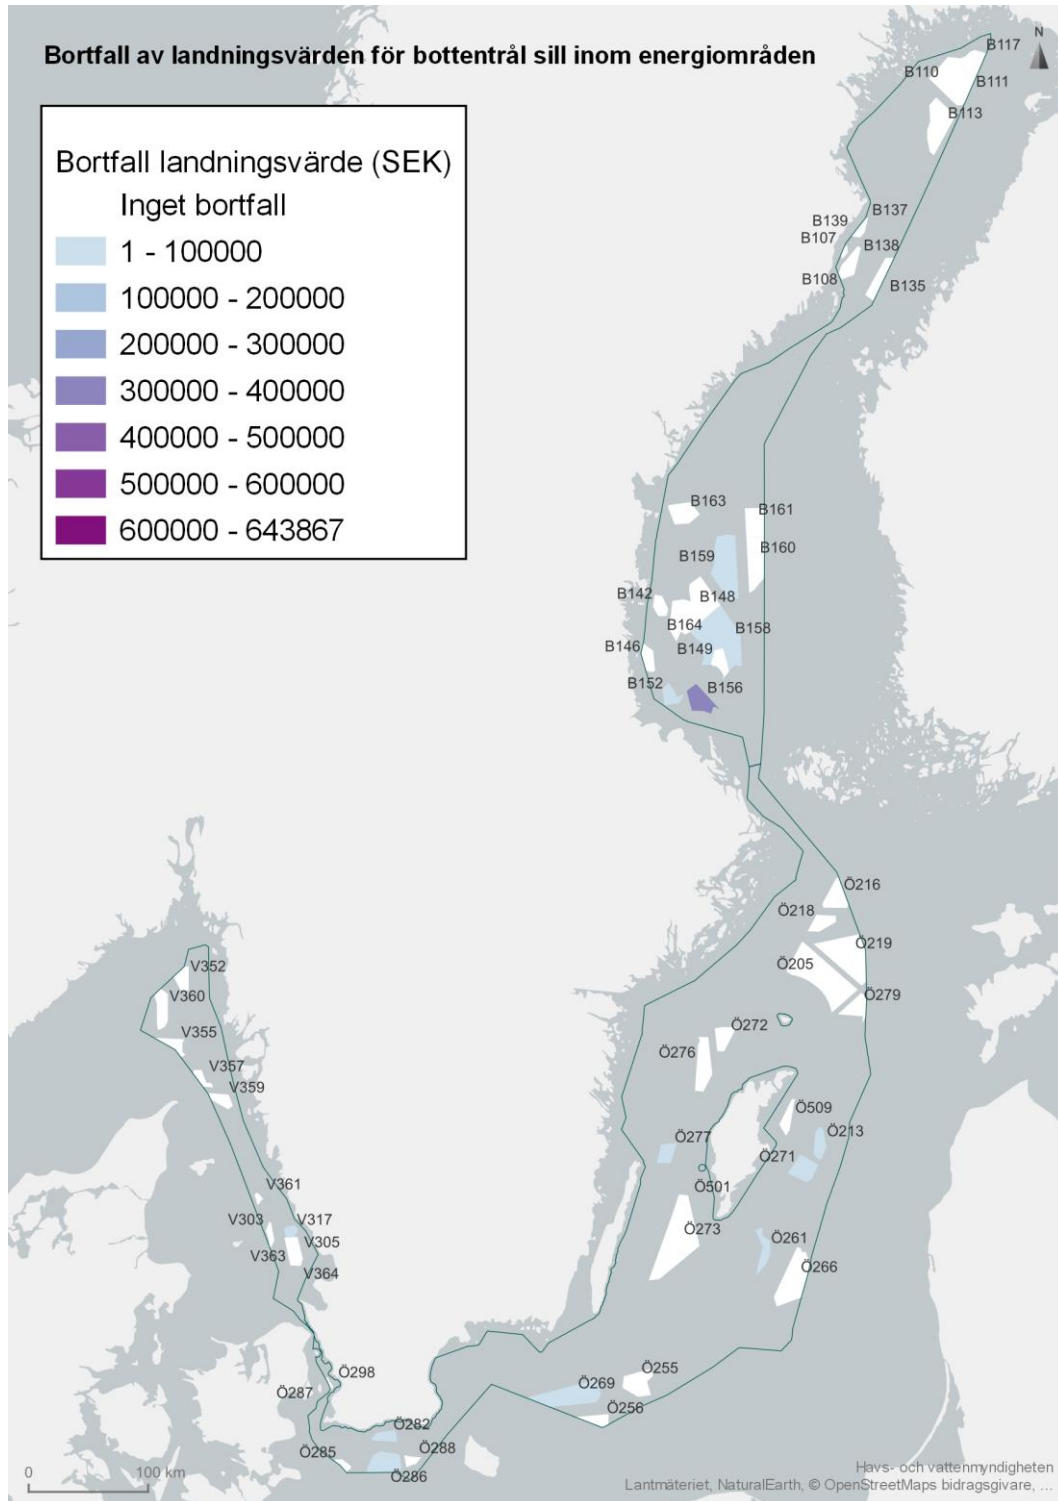 Bortfall av landningsvärden för bottentrål sill inom energiområden
N
Bortfall landningsvärde (SEK)
Inget bortfall
1 - 100000
100000 - 200000
200000 - 300000
300000 - 400000
400000 - 500000
500000 - 600000
600000 - 643867
B117
B110
B111
B113
B137
B139
B107
B138
B108
B135
B163
B161
B160
B159
B142
B148
B164
B158
B146
B149
B152
B156
Ö216
Ö218
Ö219
Ö205
Ö279
V352
V360
V355
V357
V359
Ö272
Ö276
Ö509
Ö213
Ö277
Ö271
Ö501
Ö273
Ö261
Ö266
V361
V303
V317
V305
V363
V364
Ö298
Ö287
Ö255
Ö269
Ö256
Ö282
Ö285
Ö288
Ö286
0 100 km
Havs- och vattenmyndigheten
Lantmäteriet, NaturalEarth, © OpenStreetMaps bidragsgivare, ...